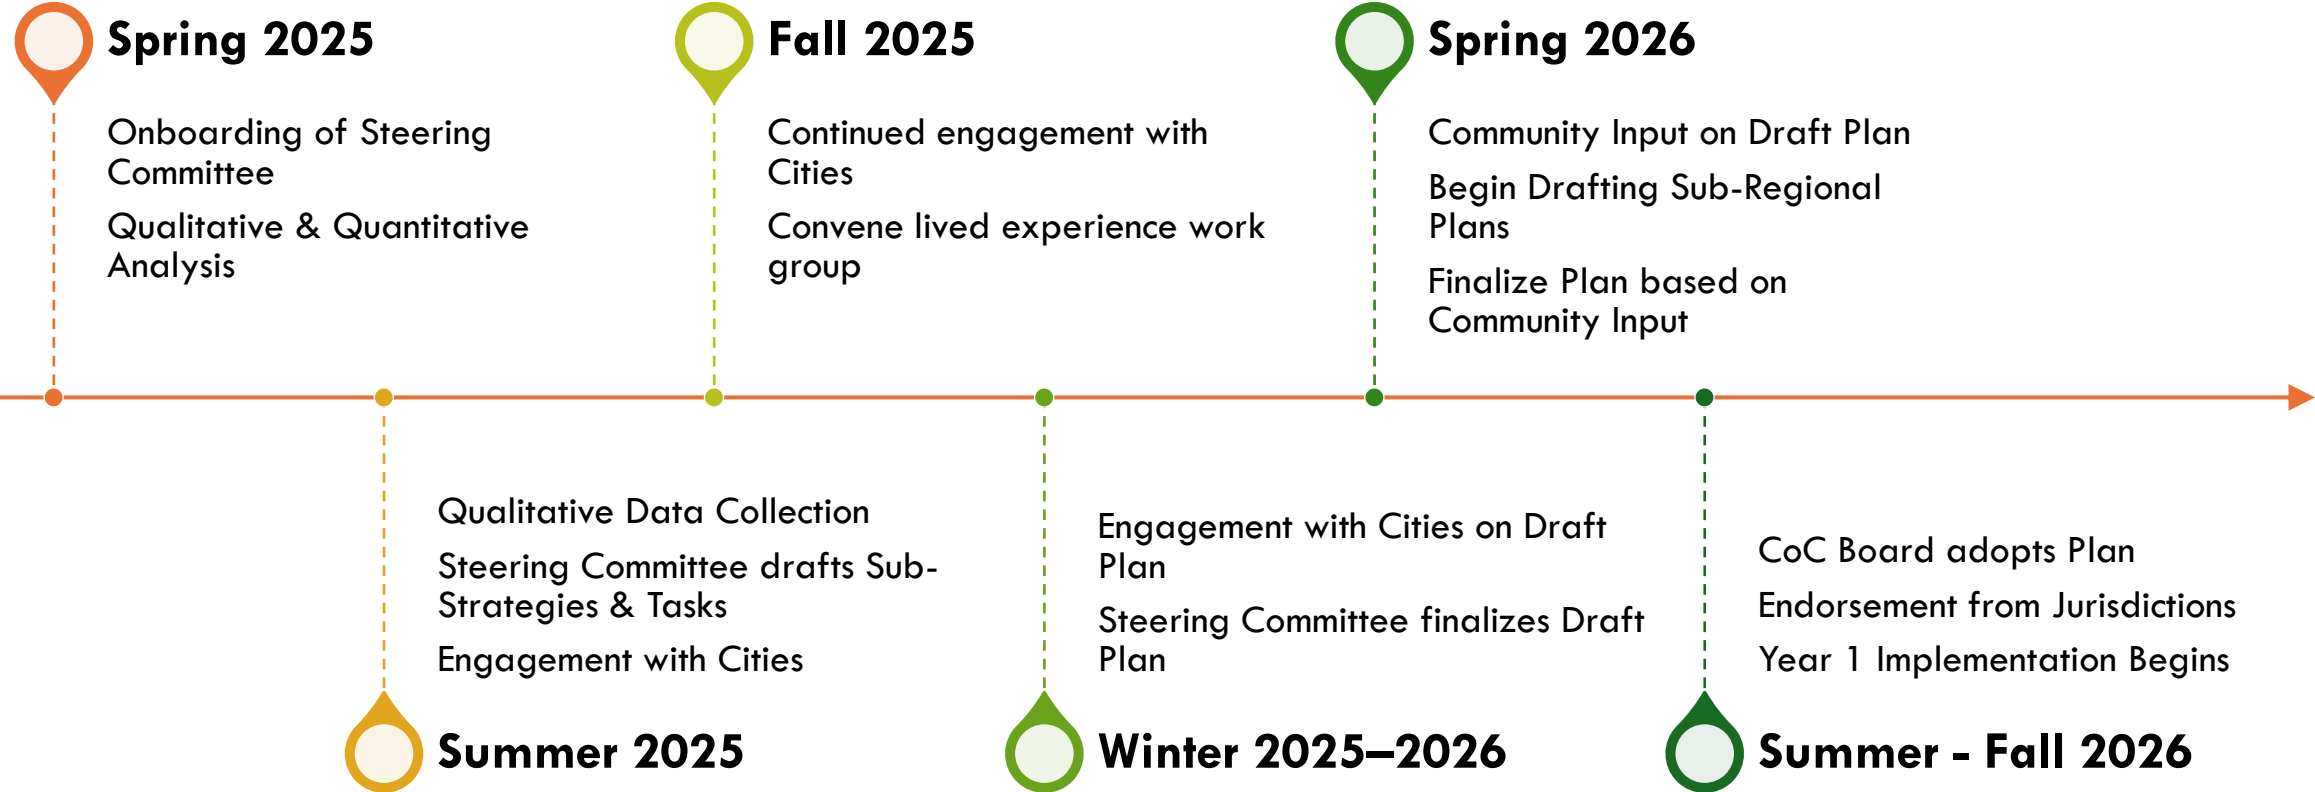 Spring 2025
Onboarding of Steering
Committee
Qualitative & Quantitative
Analysis
Summer 2025
Qualitative Data Collection
Steering Committee drafts Sub-
Strategies & Tasks
Engagement with Cities
Fall 2025
Continued engagement with
Cities
Convene lived experience work
group
Winter 2025–2026
Engagement with Cities on Draft
Plan
Steering Committee finalizes Draft
Plan
Spring 2026
Community Input on Draft Plan
Begin Drafting Sub-Regional
Plans
Finalize Plan based on
Community Input
Summer - Fall 2026
CoC Board adopts Plan
Endorsement from Jurisdictions
Year 1 Implementation Begins